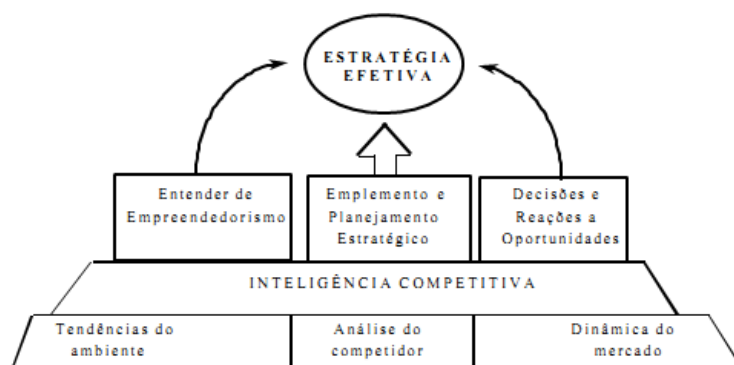 ESTRATÉGIA
EFETIVA
Entender de
Empreendedorismo
Emplemento e
Planejamento
Estratégico
Decisões e
Reações a
Oportunidades
INTELIGÊNCIA COMPETITIVA
Tendências do
ambiente
Análise do
competidor
Dinâmica do
mercado